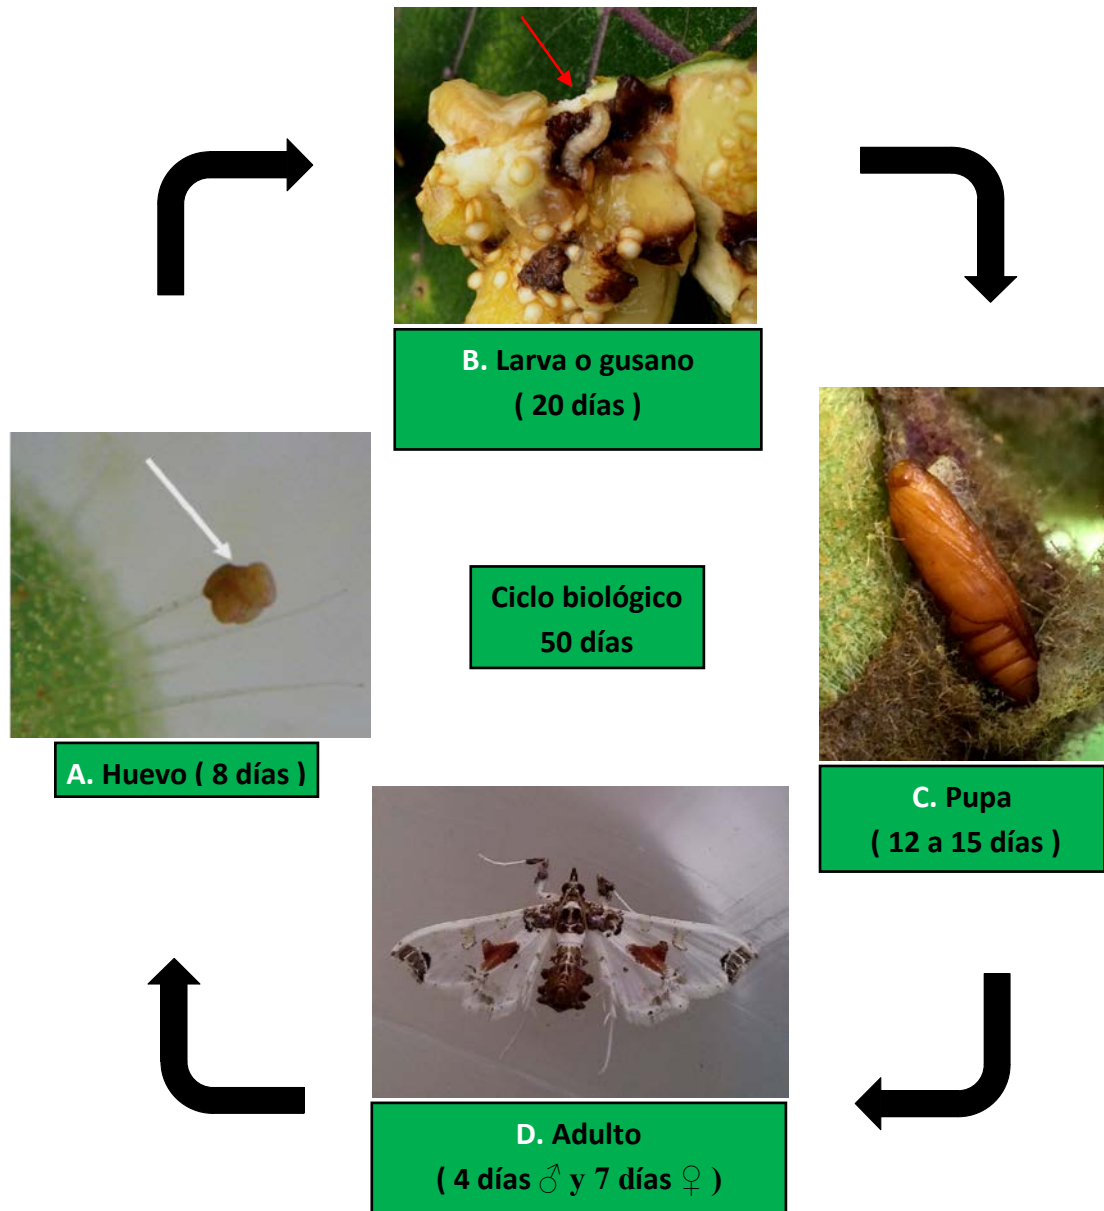 B. Larva o gusano
( 20 días )
Ciclo biológico
50 días
A. Huevo ( 8 días )
C. Pupa
( 12 a 15 días )
D. Adulto
( 4 días ♂ y 7 días ♀ )